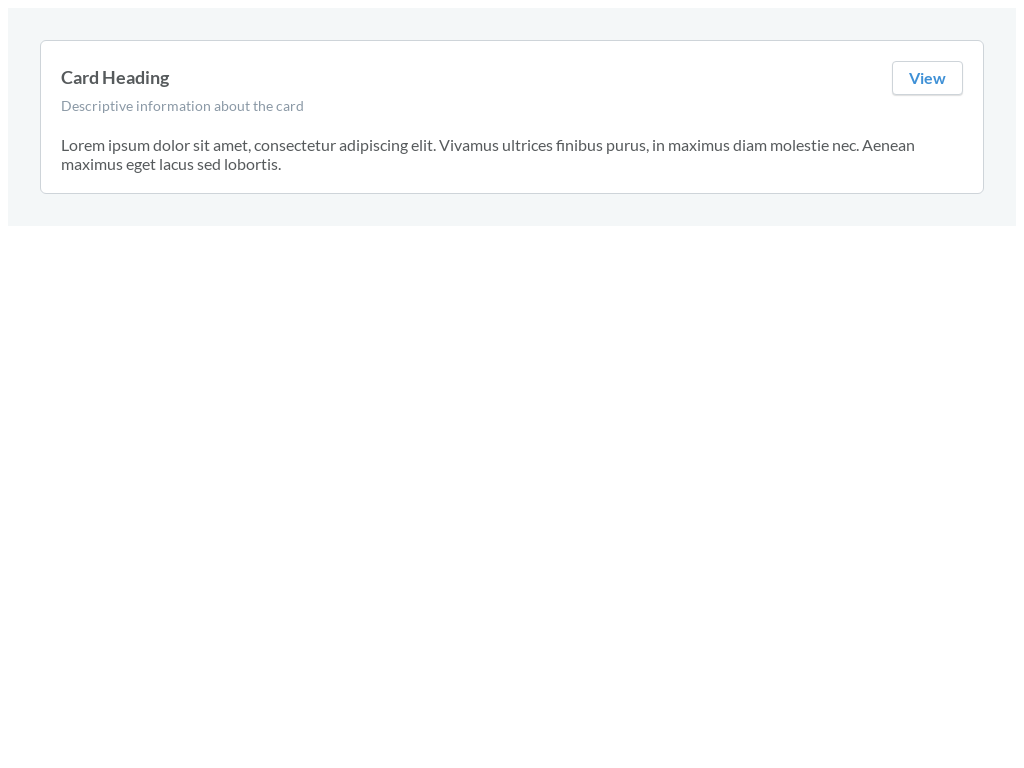 Card Heading
View
Descriptive information about the card
Lorem ipsum dolor sit amet, consectetur adipiscing elit. Vivamus ultrices finibus purus, in maximus diam molestie nec. Aenean
maximus eget lacus sed lobortis.